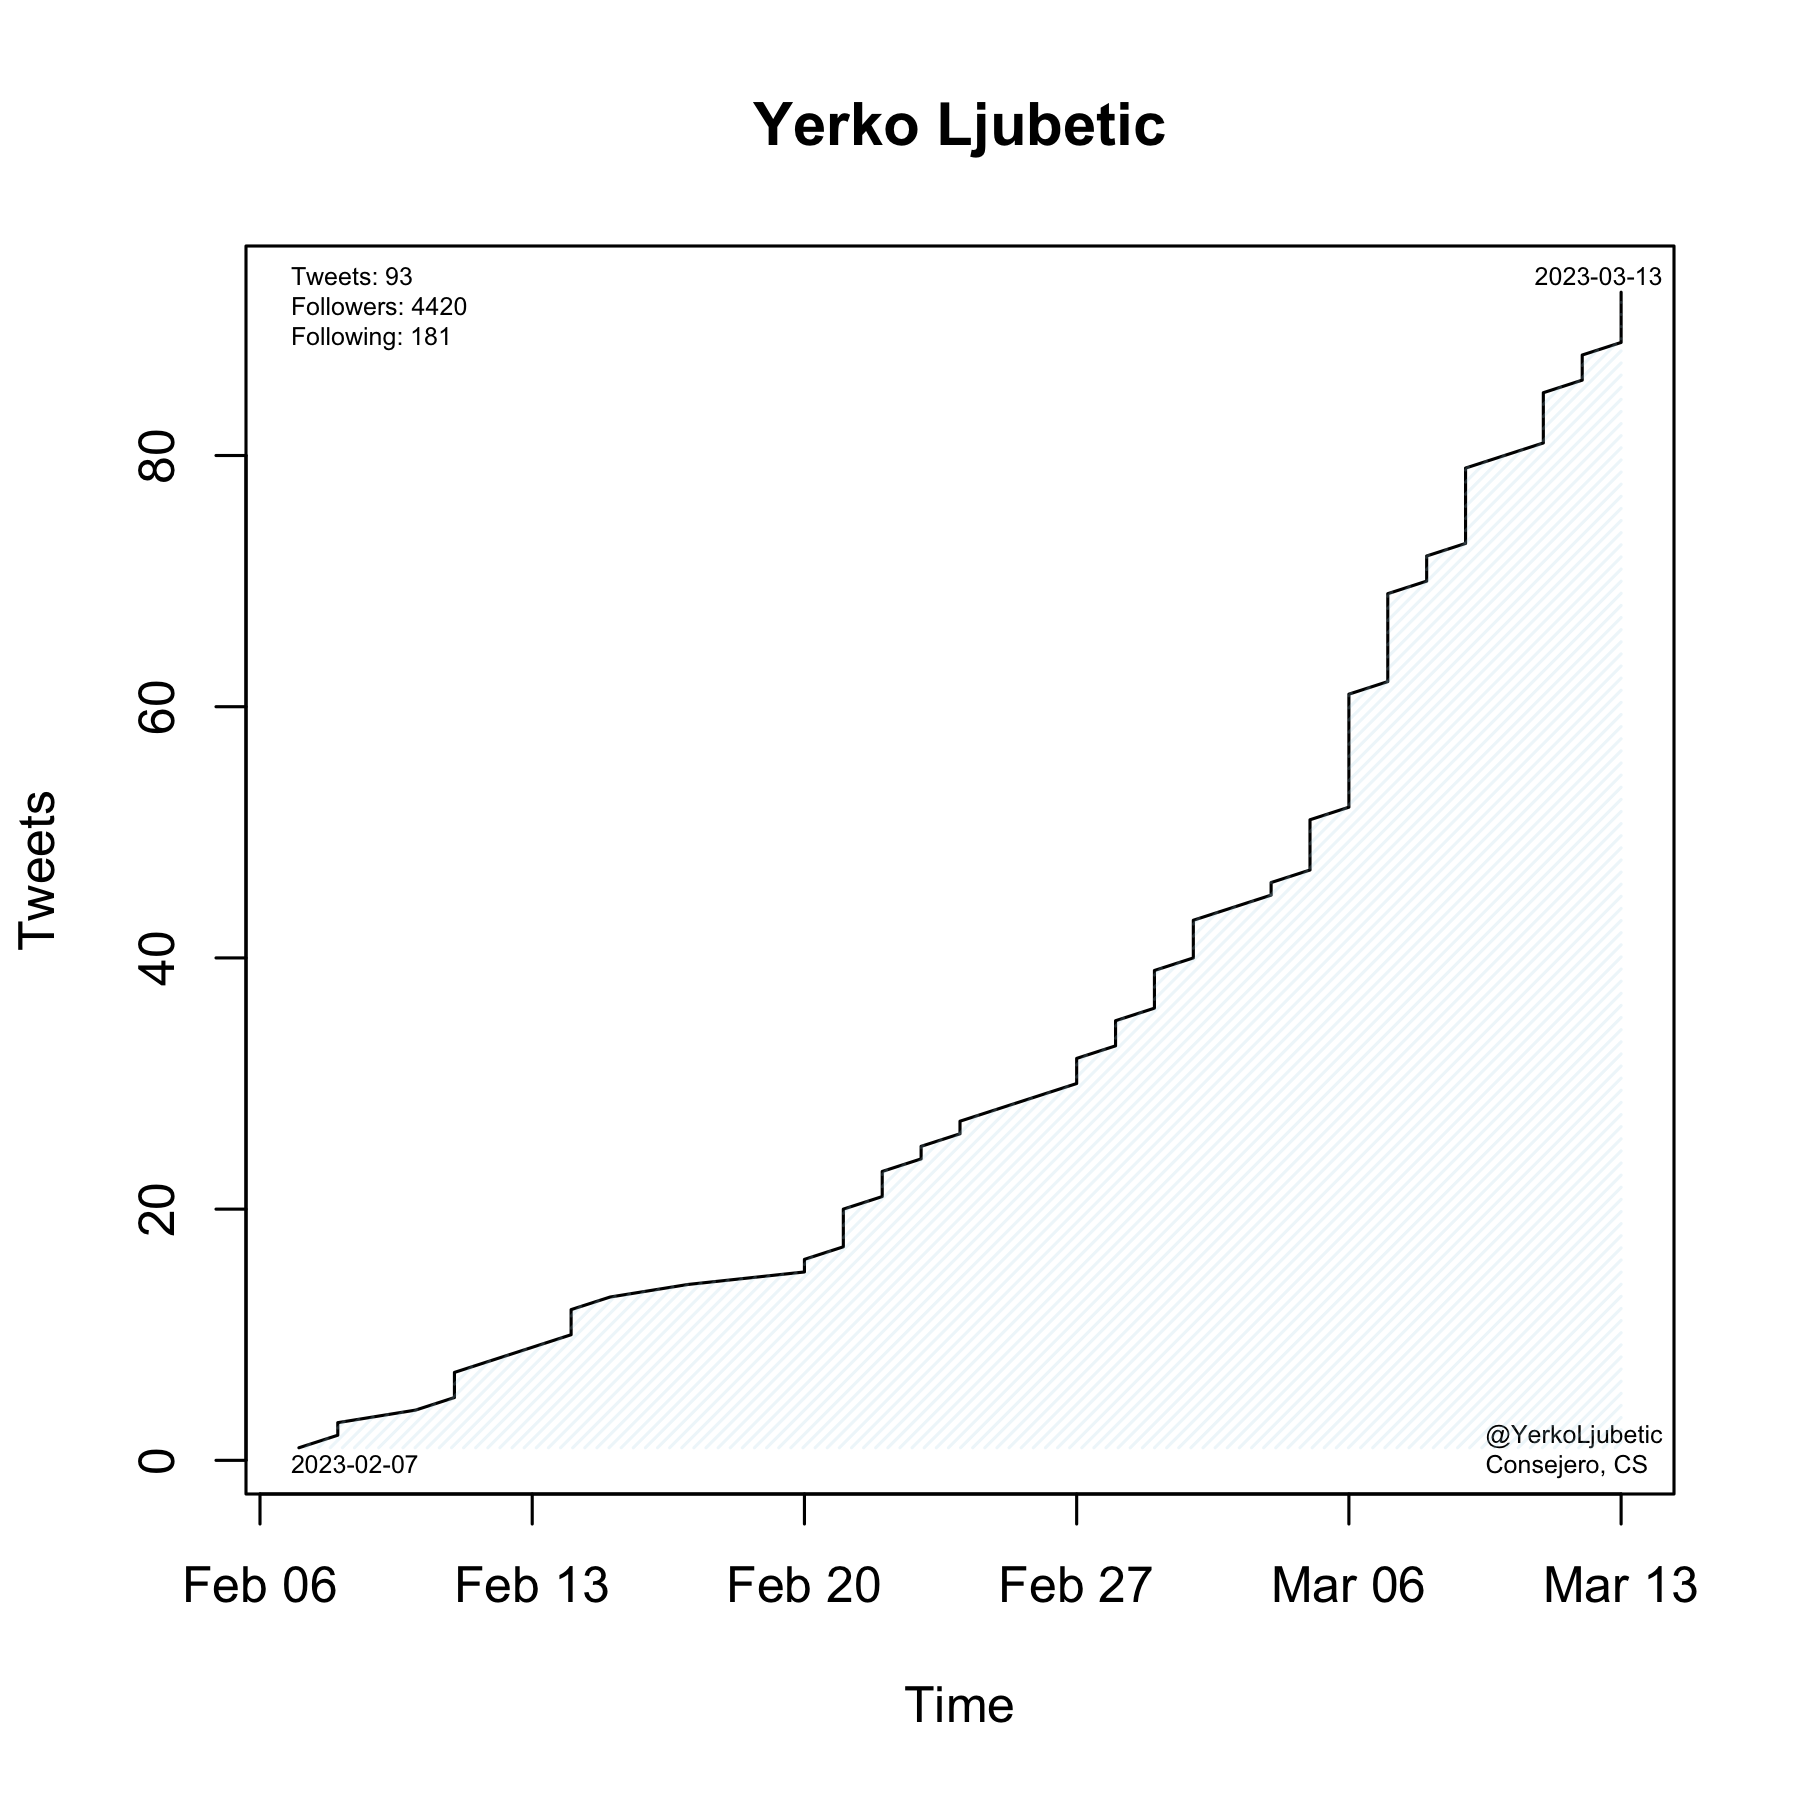 Yerko Ljubetic
Tweets: 93
Followers: 4420
Following: 181
2023-03-13
80
60
40
20
0
Tweets
2023-02-07
@YerkoLjubetic
Consejero, CS
Feb 06
Feb 13
Feb 20
Feb 27
Mar 06
Mar 13
Time